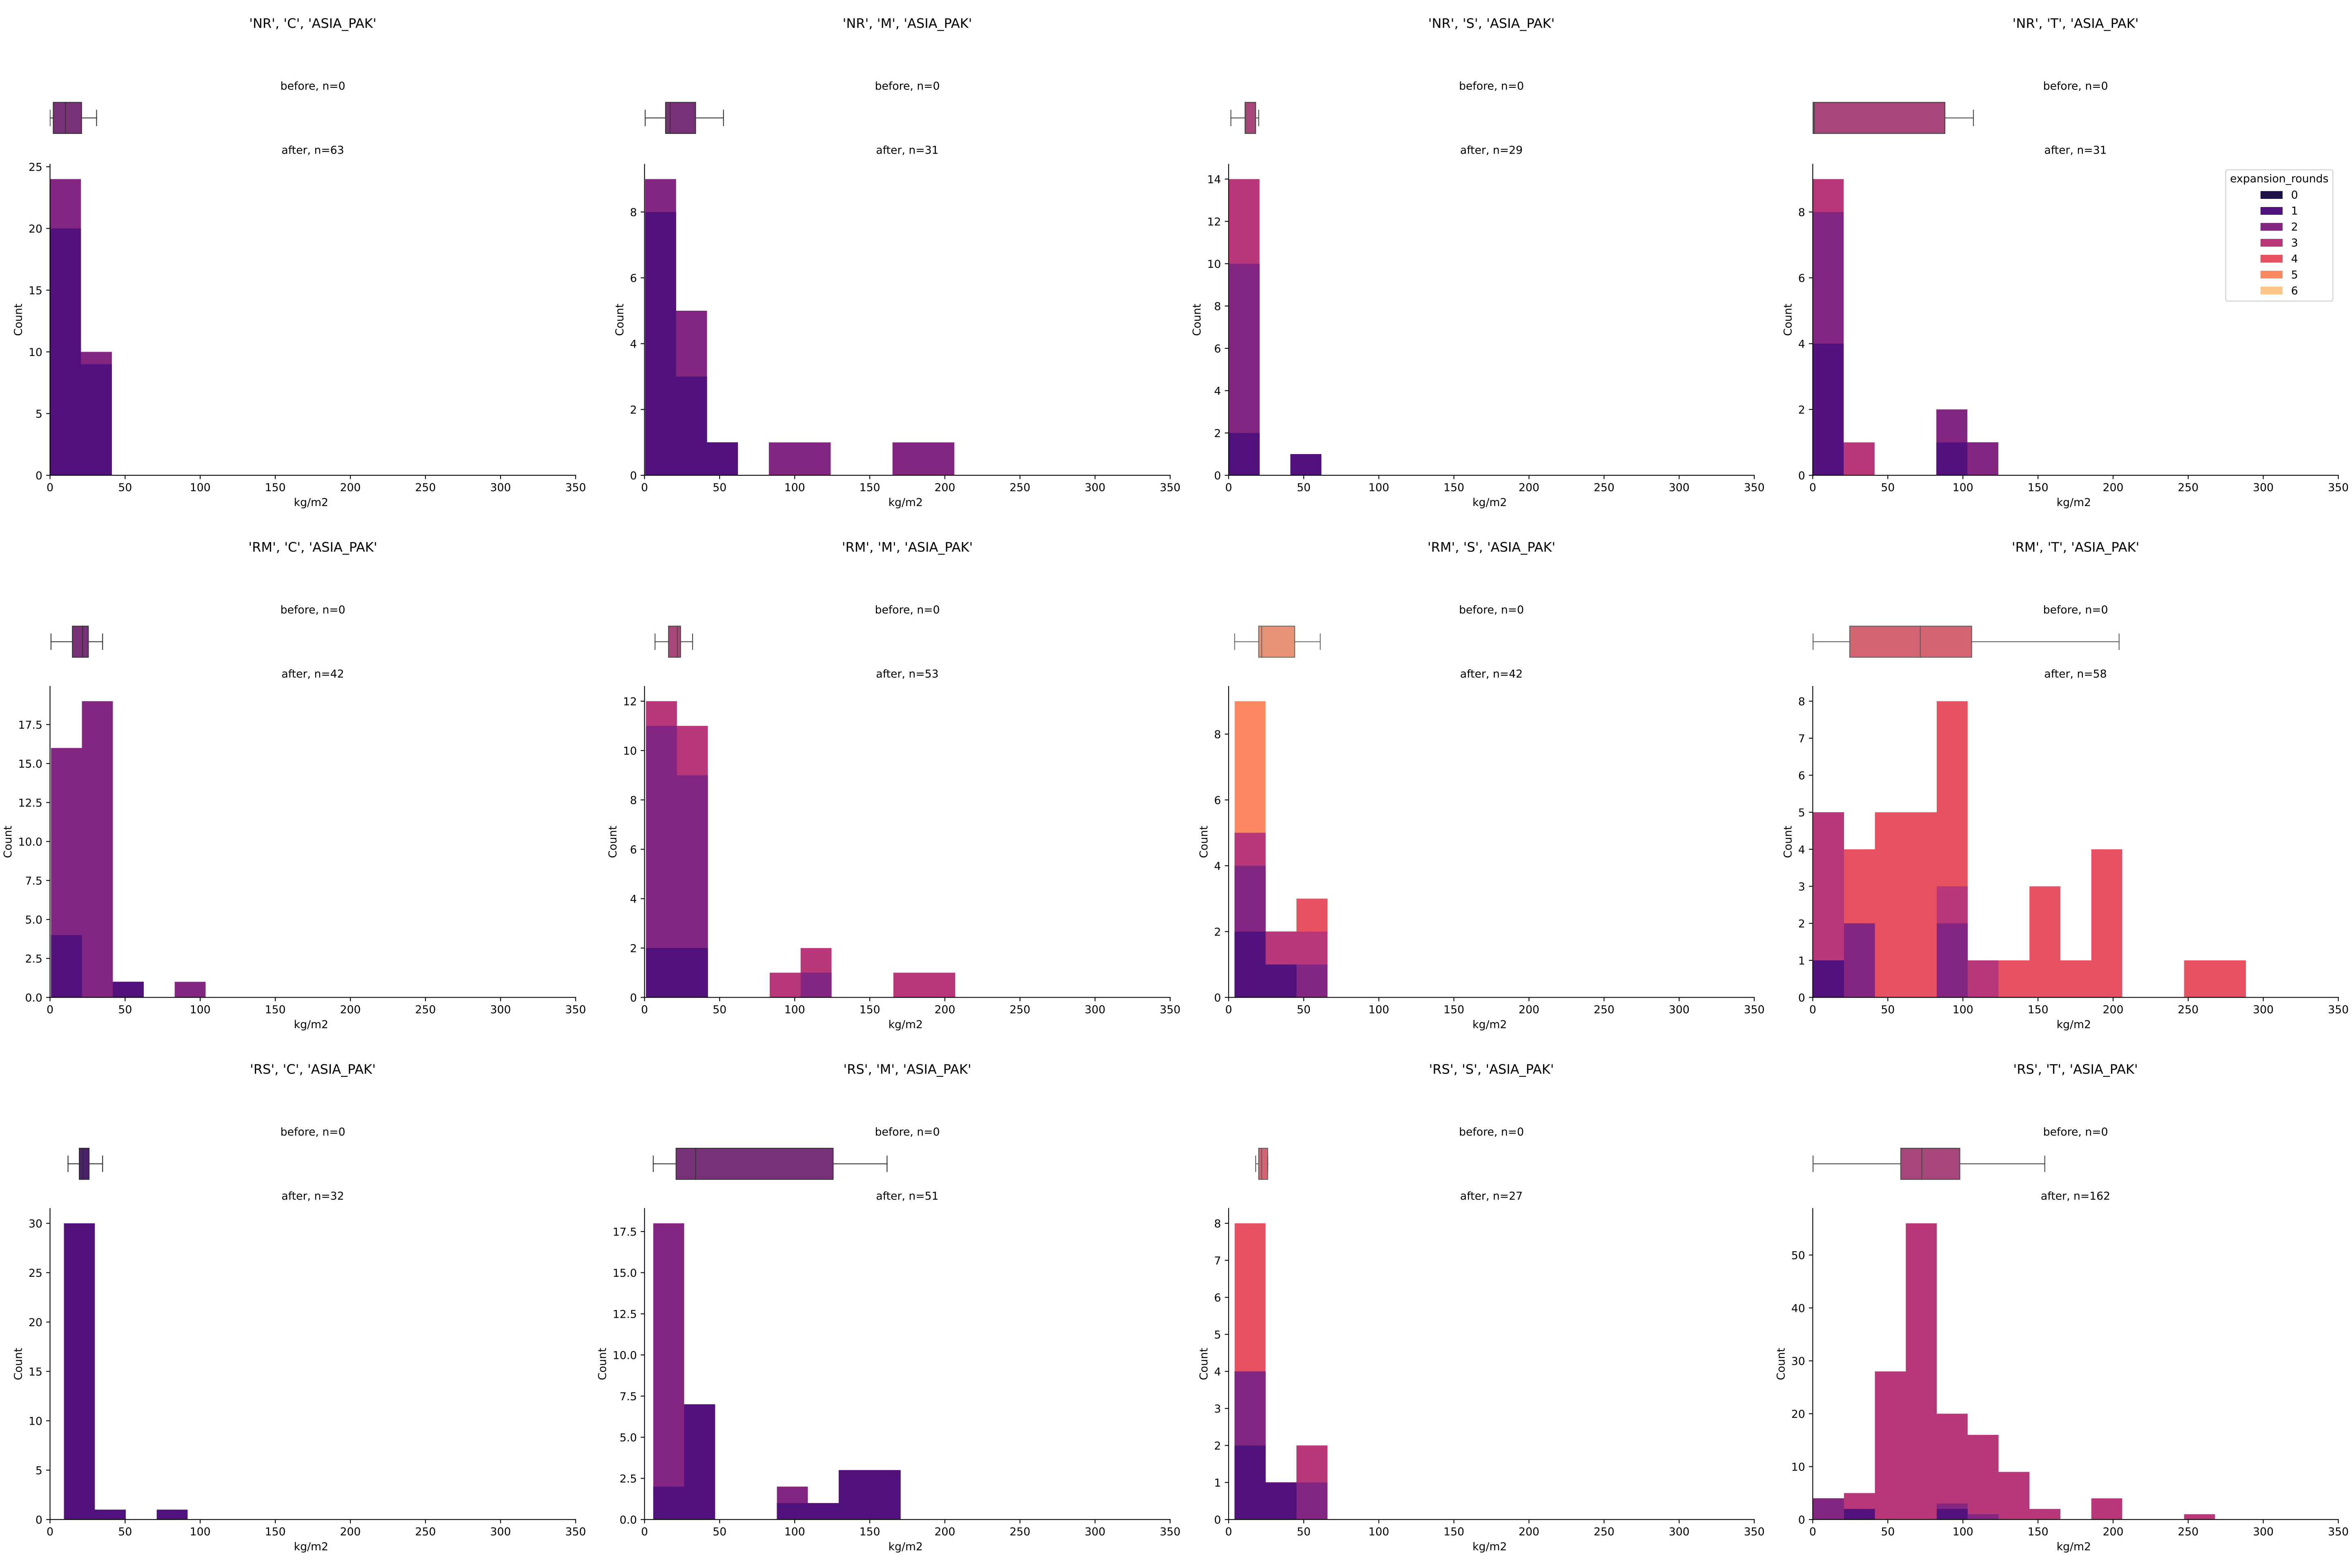 'NR', 'C', 'ASIA_PAK'
'NR', 'M', 'ASIA_PAK'
'NR', 'S', 'ASIA_PAK'
'NR', 'T', 'ASIA_PAK'
before, n=0
before, n=0
before, n=0
before, n=0
after, n=63
after, n=31
after, n=29
after, n=31
25
20
15
10
5
0
Count
0 50 100 150 200 250 300 350
kg/m2
8
6
4
2
0
Count
0 50 100 150 200 250 300 350
kg/m2
14
12
10
8
6
4
2
0
Count
0 50 100 150 200 250 300 350
kg/m2
8
6
4
2
0
Count
0 50 100 150 200 250 300 350
kg/m2
expansion_rounds
0
1
2
3
4
5
6
'RM', 'C', 'ASIA_PAK'
'RM', 'M', 'ASIA_PAK'
'RM', 'S', 'ASIA_PAK'
'RM', 'T', 'ASIA_PAK'
before, n=0
before, n=0
before, n=0
before, n=0
after, n=42
after, n=53
after, n=42
after, n=58
17.5
15.0
12.5
10.0
7.5
5.0
2.5
0.0
Count
0 50 100 150 200 250 300 350
kg/m2
12
10
8
6
4
2
0
Count
0 50 100 150 200 250 300 350
kg/m2
8
6
4
2
0
Count
0 50 100 150 200 250 300 350
kg/m2
8
7
6
5
4
3
2
1
0
Count
0 50 100 150 200 250 300 350
kg/m2
'RS', 'C', 'ASIA_PAK'
'RS', 'M', 'ASIA_PAK'
'RS', 'S', 'ASIA_PAK'
'RS', 'T', 'ASIA_PAK'
before, n=0
before, n=0
before, n=0
before, n=0
after, n=32
after, n=51
after, n=27
after, n=162
30
25
20
15
10
5
0
Count
0 50 100 150 200 250 300 350
kg/m2
17.5
15.0
12.5
10.0
7.5
5.0
2.5
0.0
Count
0 50 100 150 200 250 300 350
kg/m2
8
7
6
5
4
3
2
1
0
Count
0 50 100 150 200 250 300 350
kg/m2
50
40
30
20
10
0
Count
0 50 100 150 200 250 300 350
kg/m2